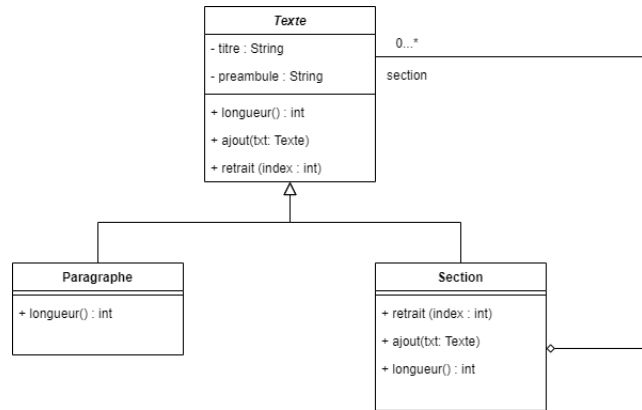 Texte
- titre : String
- preambule : String
+ longueur() : int
+ ajout(txt: Texte)
+ retrait (index : int)
0...*
section
Paragraphe
+ longueur() : int
Section
+ retrait (index : int)
+ ajout(txt: Texte)
+ longueur() : int